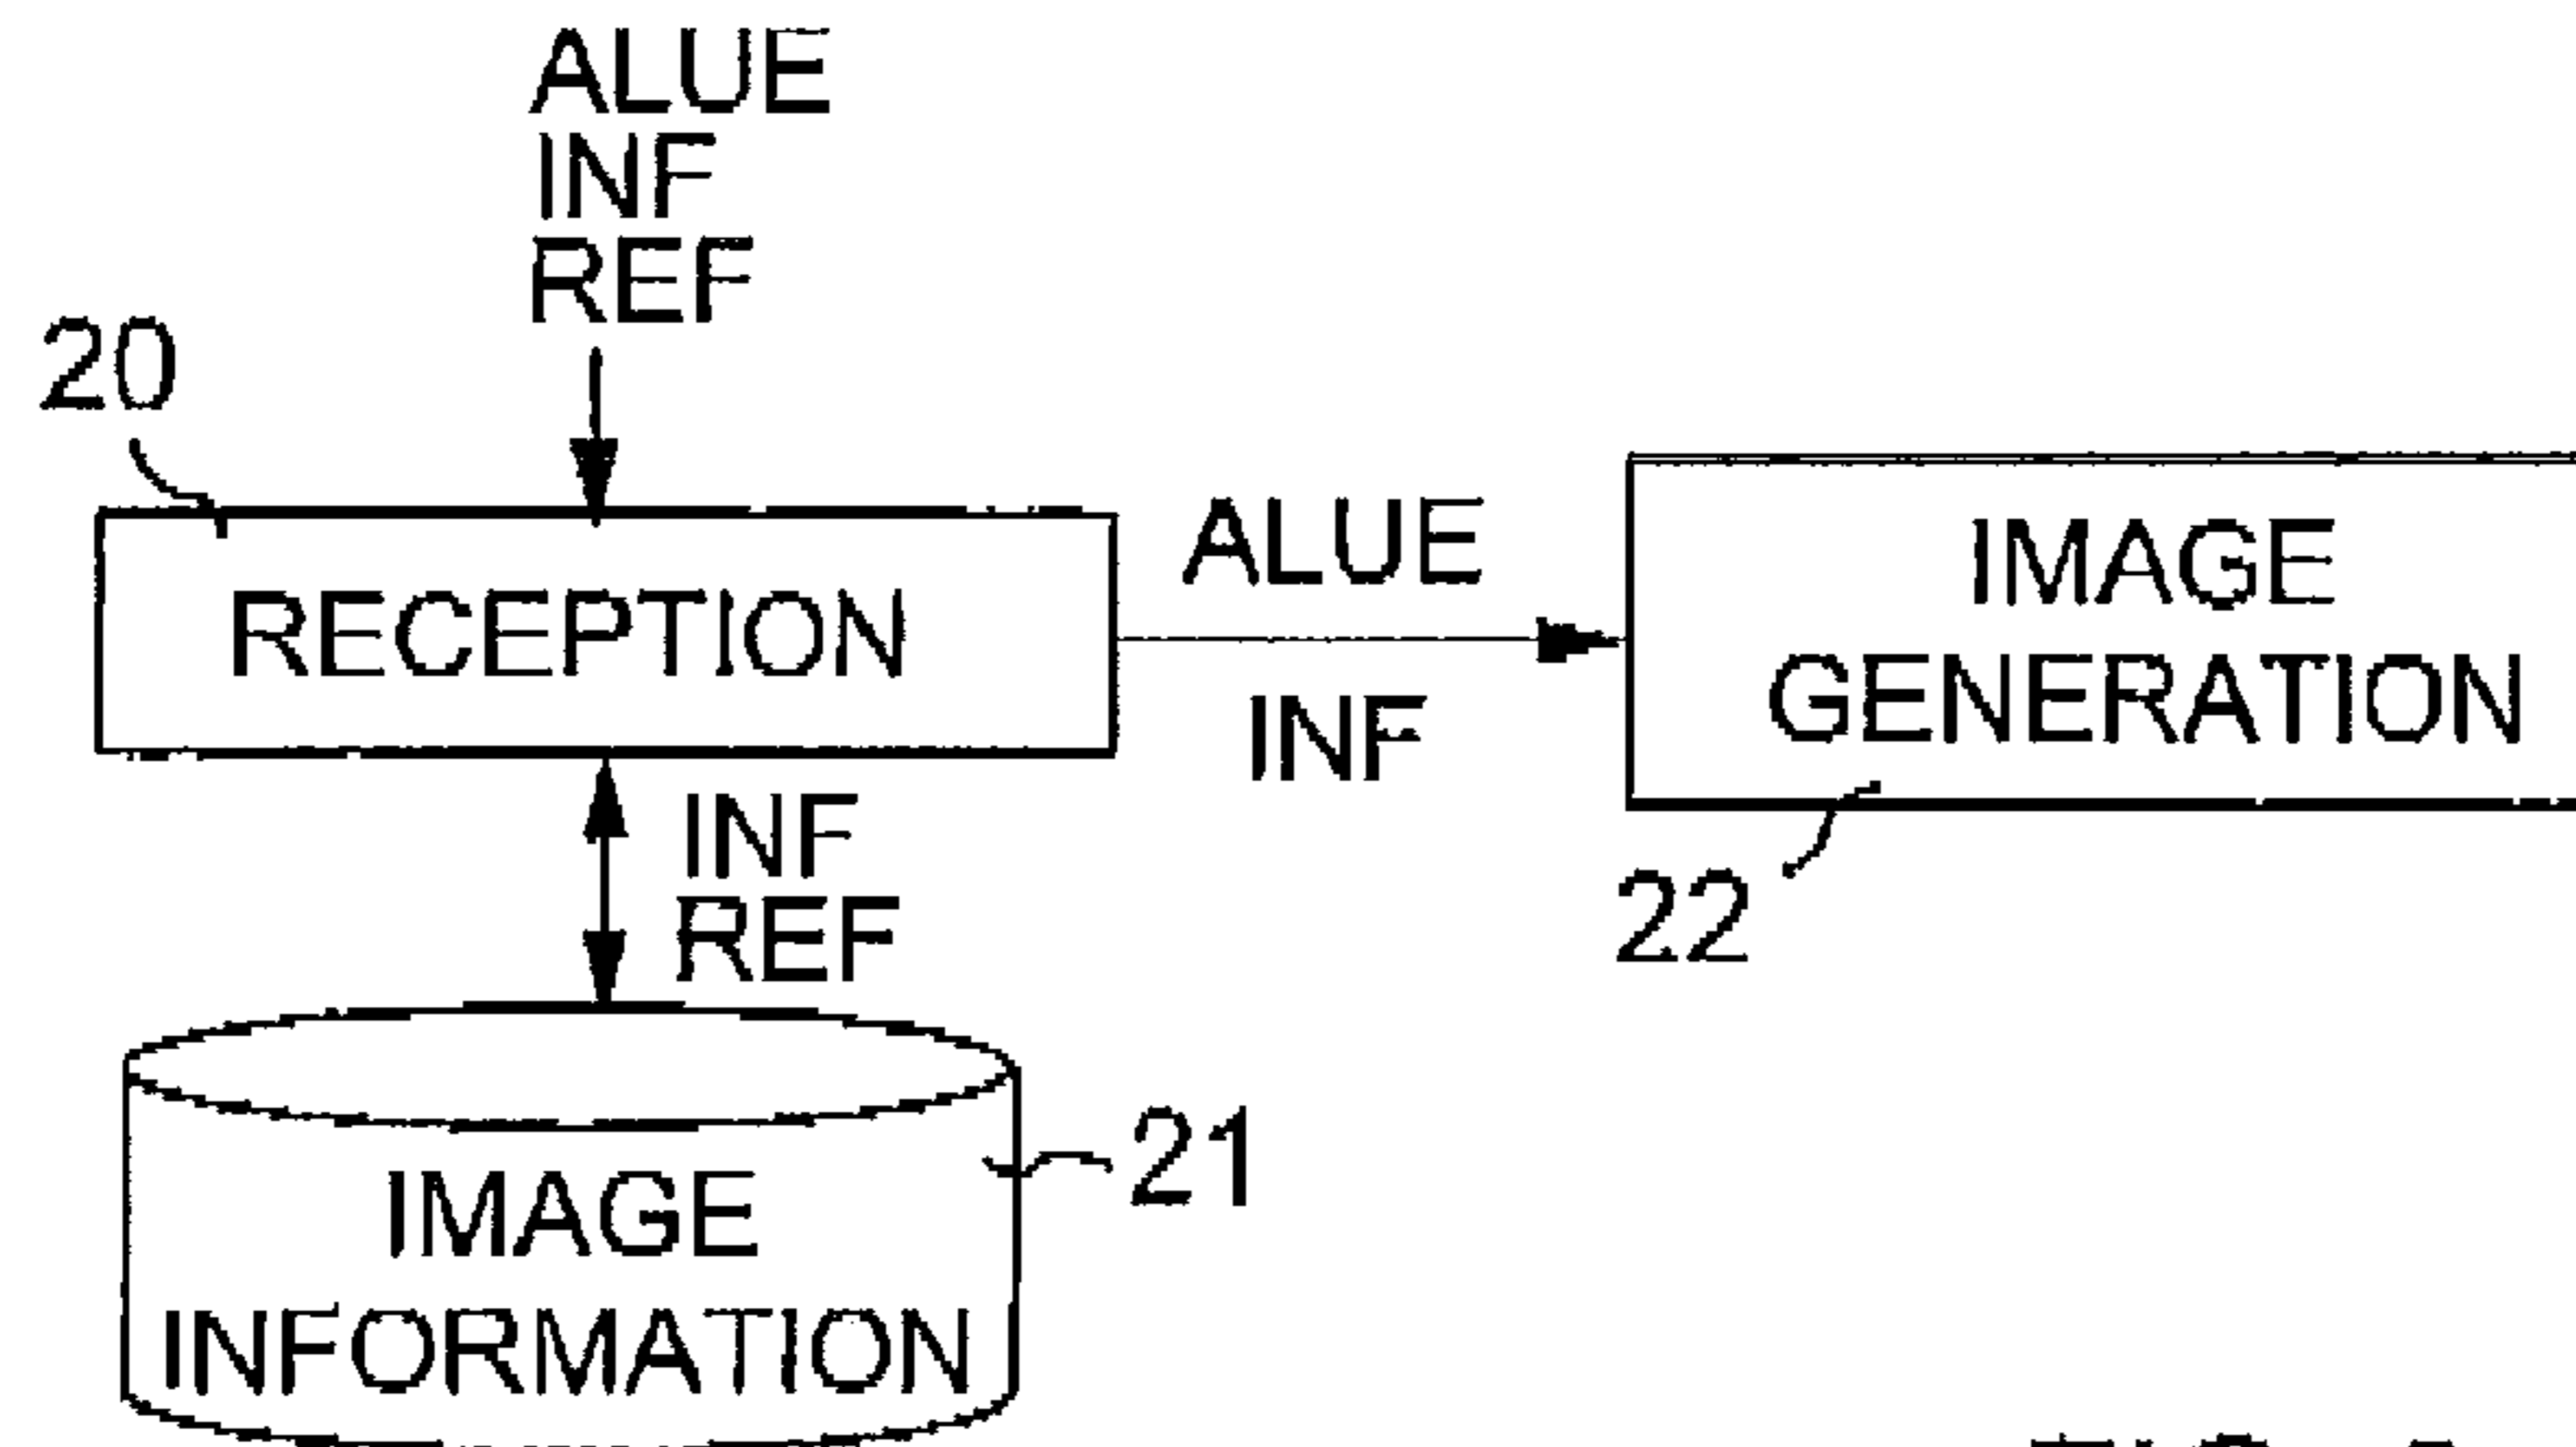 ALUE
INF
REF
20
RECEPTION
ALUE
INF
IMAGE
GENERATION
22
INF
REF
21
IMAGE
INFORMATION